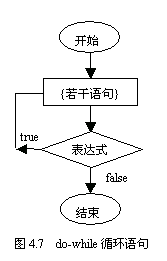 开始
{若干语句}
true
表达式
false
结束
图 4.7 do-while 循环语句